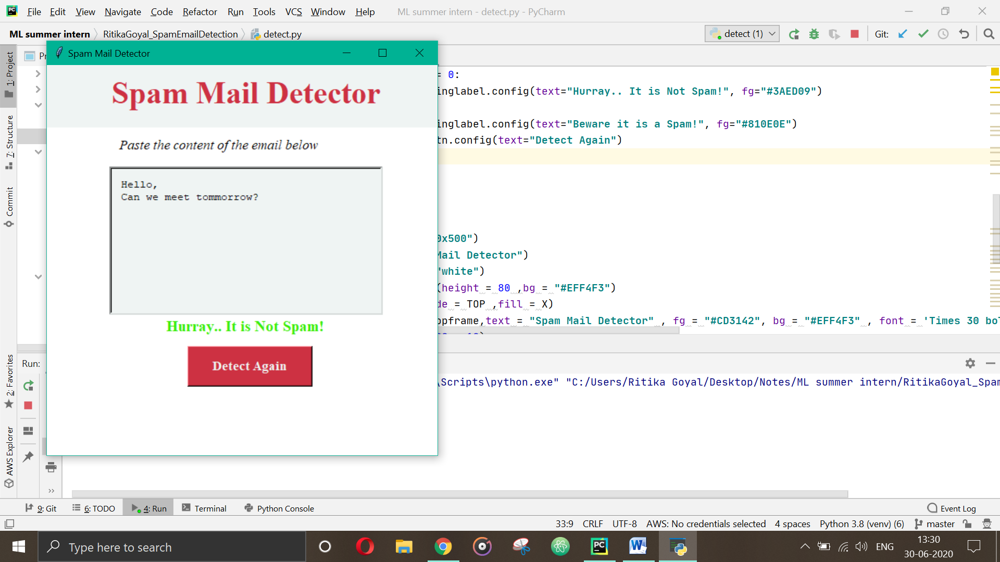 File Edit View Navigate Code Refactor Run Tools VCS Window Help ML summer intern - detect.py - PyCharm
ML summer intern RitikaGoyal_SpamEmailDetection detect.py detect (1) Git:
1: Project
7: Structure
Commit
2: Favorites
AWS Explorer
Spam Mail Detector
Spam Mail Detector
Paste the content of the email below
Hello,
Can we meet tommorrow?
Hurray.. It is Not Spam!
Detect Again
= 0:
inglabel.config(text="Hurray.. It is Not Spam!", fg="#3AED09")
inglabel.config(text="Beware it is a Spam!", fg="#810E0E")
tn.config(text="Detect Again")
0x500")
Mail Detector")
"white")
(height = 80 ,bg = "#EFF4F3")
de = TOP ,fill = X)
opframe,text = "Spam Mail Detector" , fg = "#CD3142", bg = "#EFF4F3" , font = 'Times 30 bo
Run:
\Scripts\python.exe" "C:/Users/Ritika Goyal/Desktop/Notes/ML summer intern/RitikaGoyal_Spam
9: Git 6: TODO 4: Run Terminal Python Console Event Log
33:9 CRLF UTF-8 AWS: No credentials selected 4 spaces Python 3.8 (venv) (6) master
Type here to search
ENG
13:30
30-06-2020